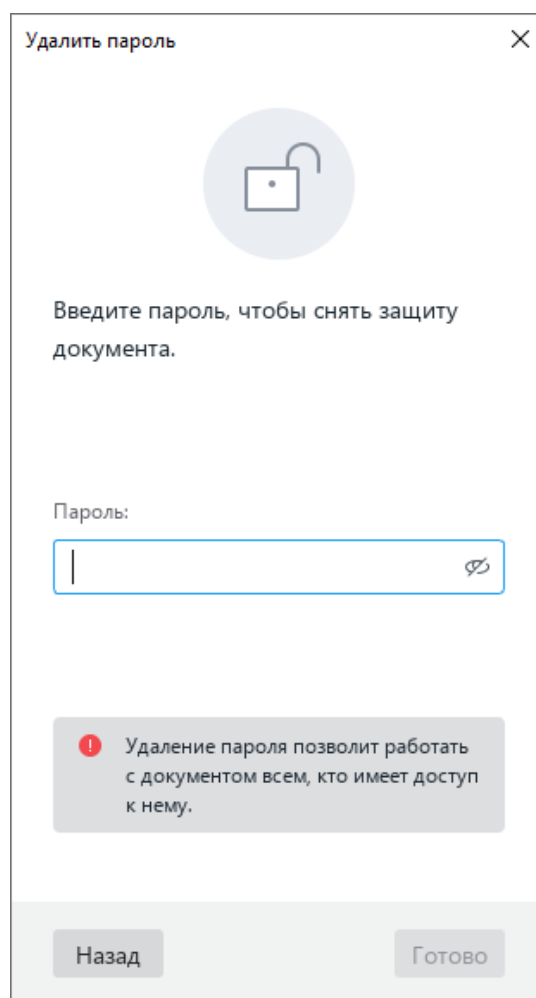 Удалить пароль
Введите пароль, чтобы снять защиту
документа.
Пароль:
Удаление пароля позволит работать
с документом всем, кто имеет доступ
к нему.
Назад
Готово